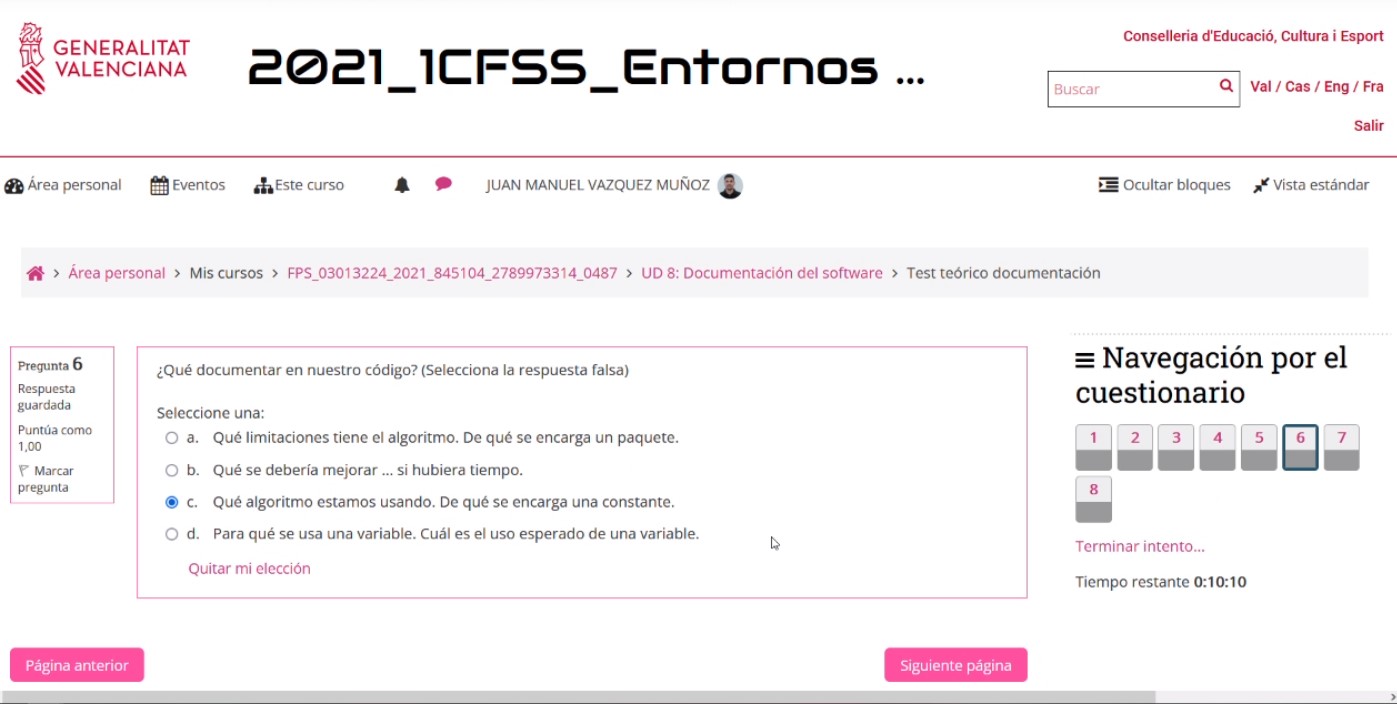 GENERALITAT
VALENCIANA
2021_1CFSS_Entornos ...
Conselleria d'Educació, Cultura i Esport
Buscar
Val / Cas / Eng / Fra
Salir
Área personal
Eventos
Este curso
JUAN MANUEL VAZQUEZ MUÑOZ
Ocultar bloques
Vista estándar
> Área personal > Mis cursos > FPS_03013224_2021_845104_2789973314_0487 > UD 8: Documentación del software > Test teórico documentación
Pregunta 6
Respuesta
guardada
Puntúa como
1,00
Marcar
pregunta
¿Qué documentar en nuestro código? (Selecciona la respuesta falsa)
Seleccione una:
a. Qué limitaciones tiene el algoritmo. De qué se encarga un paquete.
b. Qué se debería mejorar ... si hubiera tiempo.
c. Qué algoritmo estamos usando. De qué se encarga una constante.
d. Para qué se usa una variable. Cuál es el uso esperado de una variable.
Quitar mi elección
Navegación por el
cuestionario
1 2 3 4 5 6 7
8
Terminar intento...
Tiempo restante 0:10:10
Página anterior
Siguiente página